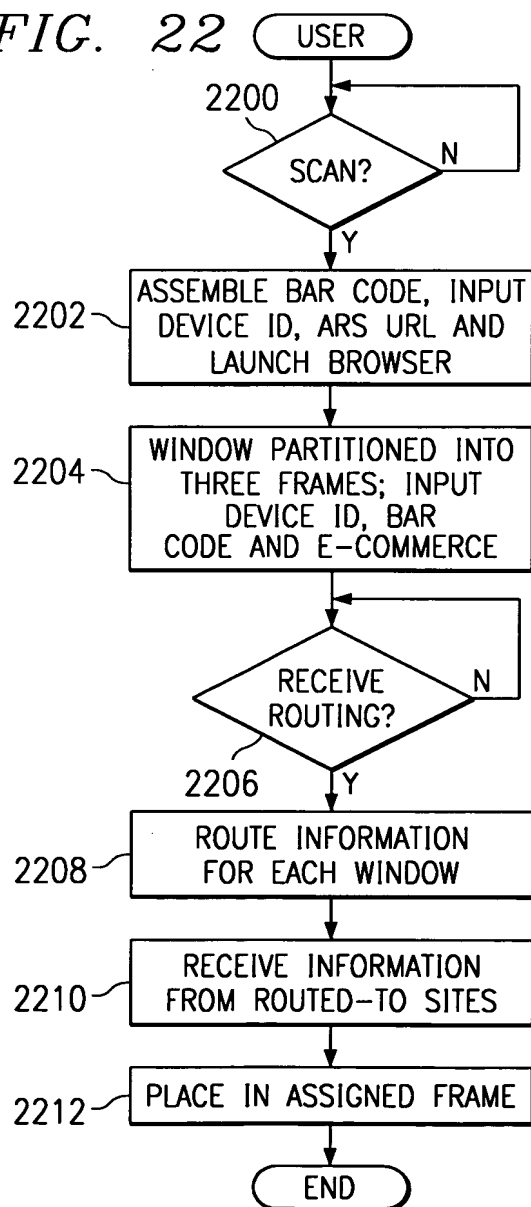 FIG. 22
USER
2200
SCAN?
N
Y
2202
ASSEMBLE BAR CODE, INPUT
DEVICE ID, ARS URL AND
LAUNCH BROWSER
2204
WINDOW PARTITIONED INTO
THREE FRAMES; INPUT
DEVICE ID, BAR
CODE AND E-COMMERCE
RECEIVE
ROUTING?
N
2206
Y
2208
ROUTE INFORMATION
FOR EACH WINDOW
2210
RECEIVE INFORMATION
FROM ROUTED-TO SITES
2212
PLACE IN ASSIGNED FRAME
END